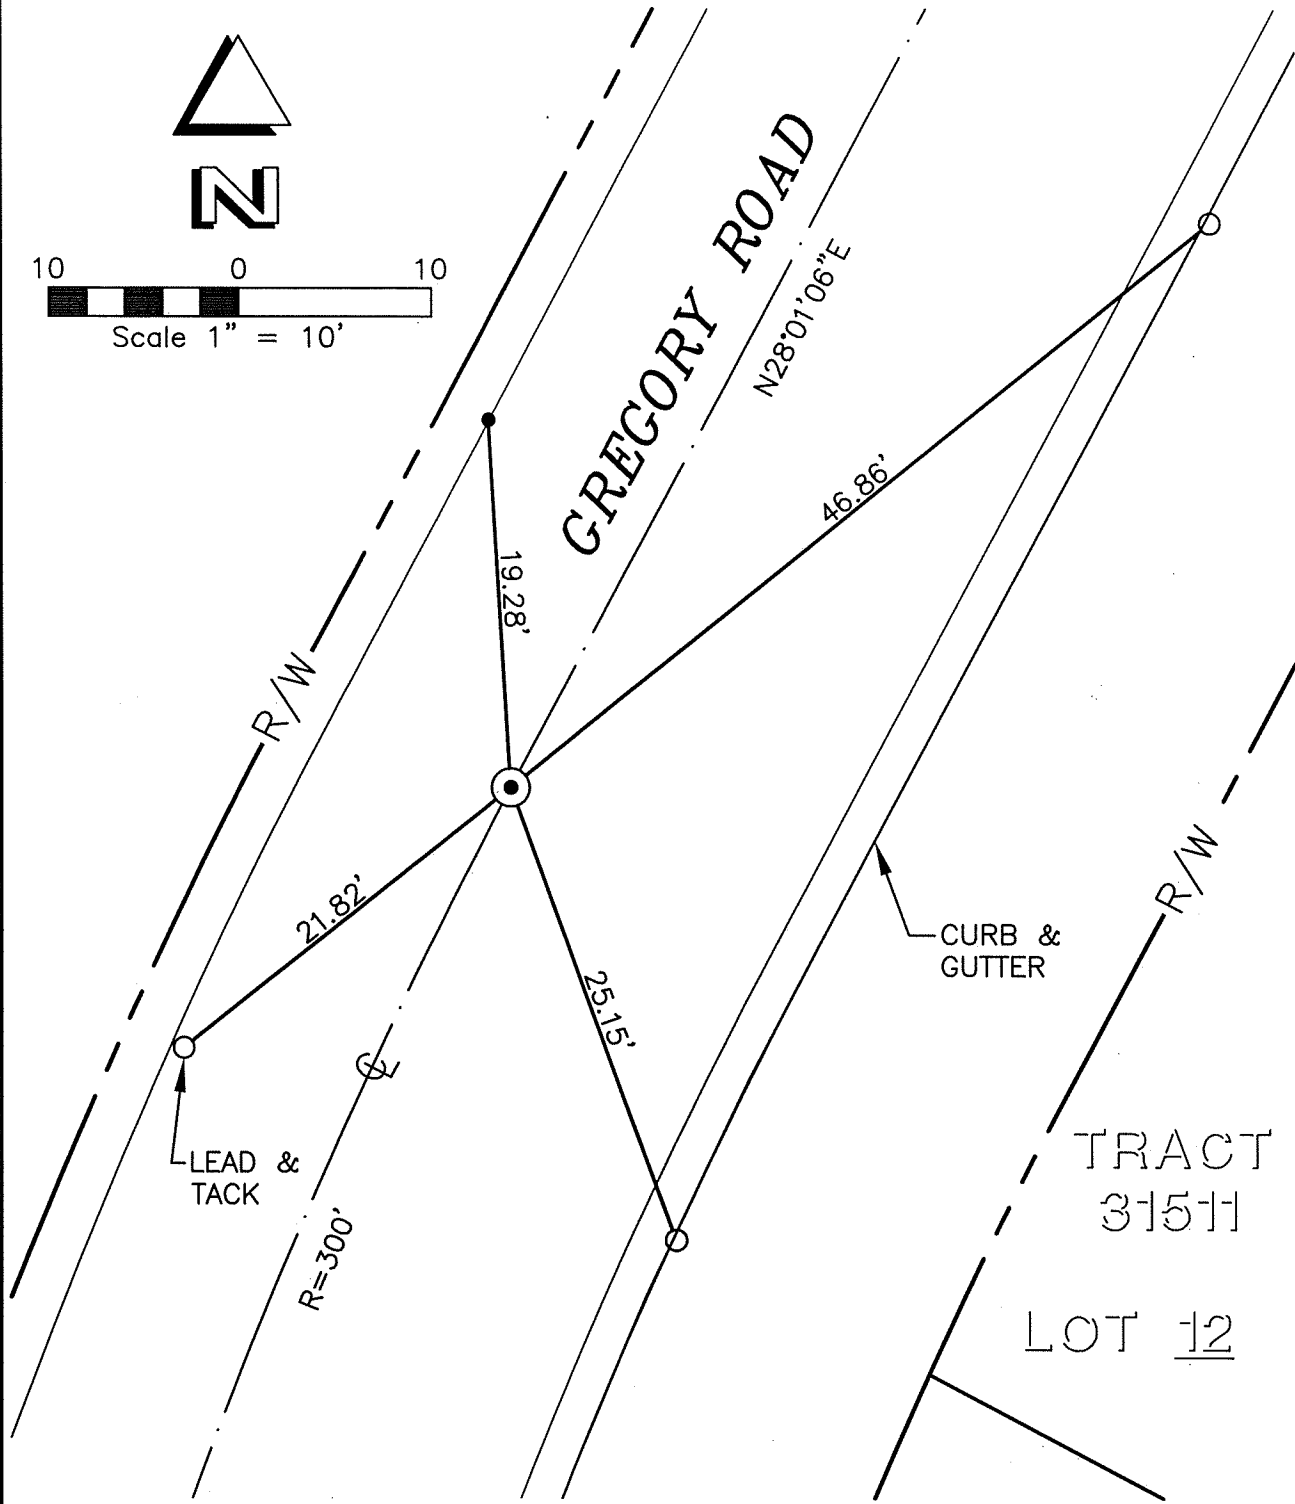 N
10 0 10
Scale 1" = 10'
GREGORY ROAD
N28°01'06"E
46.86'
19.28'
R/W
21.82'
25.15'
R/W
CURB &
GUTTER
℄
LEAD &
TACK
R=300'
TRACT
31511
LOT 12